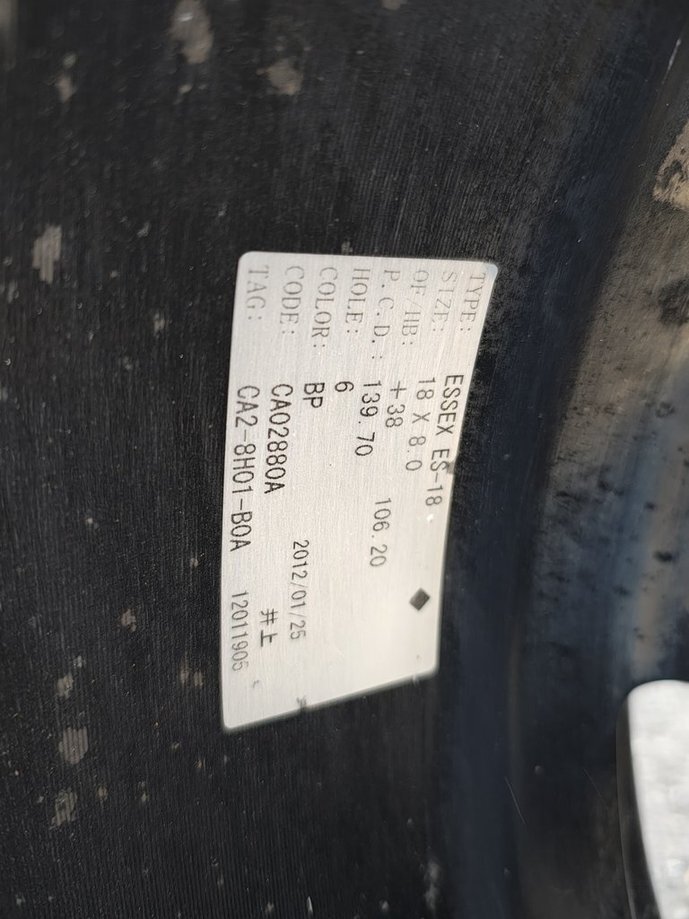 TYPE: ESSEX ES-18
SIZE: 18 X 8.0
OF/HB: +38 106.20
P.C.D.: 139.70
HOLE: 6
COLOR: BP 2012/01/25
CODE: CA02880A 井上
TAG: CA2-8H01-B0A 12011905